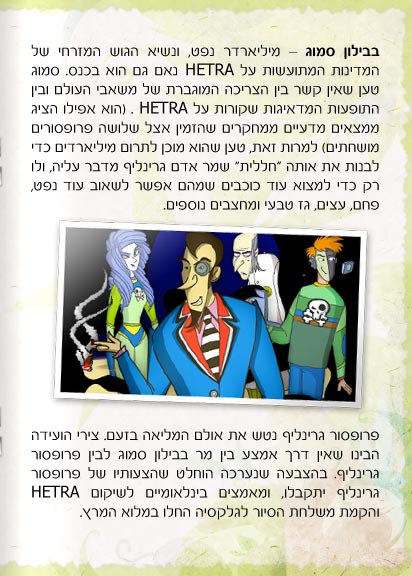 בבילון סמוג – מיליארדר נפט, ונשיא הגוש המזרחי של
המדינות המתועשות על HETRA נאם גם הוא בכנס. סמוג
טען שאין קשר בין הצריכה המוגברת של משאבי העולם ובין
התופעות המדאיגות שקורות על HETRA . (הוא אפילו הציג
ממצאים מדעיים ממחקרים שהזמין אצל שלושה פרופסורים
מושחתים) למרות זאת, טען שהוא מוכן לתרום מיליארדים כדי
לבנות את אותה "חללית" שמר אדם גרינליף מדבר עליה, ולו
רק כדי למצוא עוד כוכבים שמהם אפשר לשאוב עוד נפט,
פחם, עצים, גז טבעי ומחצבים נוספים.
פרופסור גרינליף נטש את אולם המליאה בזעם. צירי הועידה
הבינו שאין דרך אמצע בין מר בבילון סמוג לבין פרופסור
גרינליף. בהצבעה שנערכה הוחלט שהצעותיו של פרופסור
גרינליף יתקבלו, ומאמצים בינלאומיים לשיקום HETRA
והקמת משלחת הסיור לגלקסיה החלו במלוא המרץ.